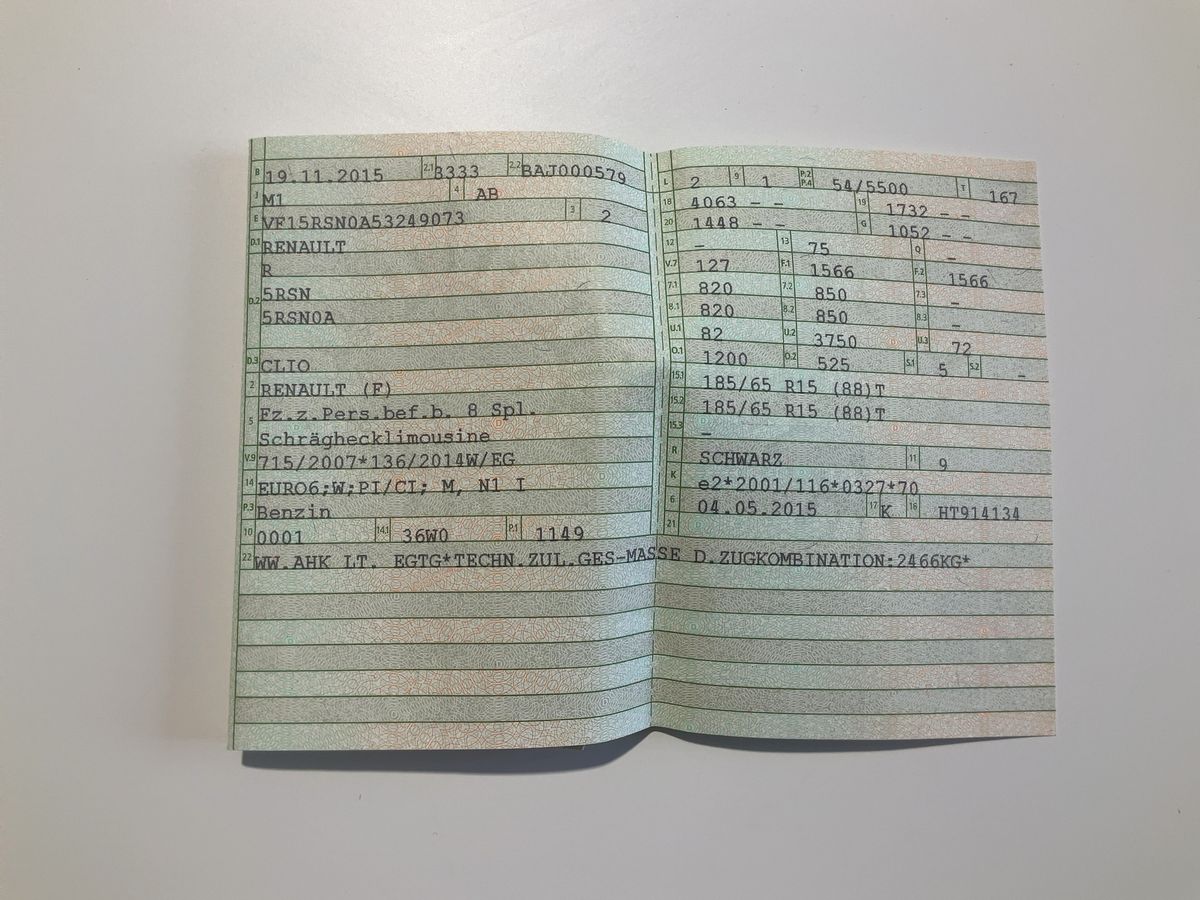 B 19.11.2015 2.1 3333 2.2 BAJ000579
J M1 4 AB
E VF15RSN0A53249073 3 2
D.1 RENAULT
R
D.2 5RSN
5RSN0A
D.3 CLIO
2 RENAULT (F)
5 Fz.z.Pers.bef.b. 8 Spl.
Schräghecklimousine
V.9 715/2007*136/2014W/EG
14 EURO6;W;PI/CI; M, N1 I
P.3 Benzin
10 0001 14.1 36W0 P.1 1149
22 WW.AHK LT. EGTG*TECHN.ZUL.GES-MASSE D.ZUGKOMBINATION:2466KG*
L 2 9 1 P.2 P.4 54/5500 T 167
18 4063 – – 19 1732 – –
20 1448 – – G 1052 – –
12 – 13 75 Q –
V.7 127 F.1 1566 F.2 1566
7.1 820 7.2 850 7.3 –
8.1 820 8.2 850 8.3 –
U.1 82 U.2 3750 U.3 72
O.1 1200 O.2 525 S.1 5 S.2 –
15.1 185/65 R15 (88)T
15.2 185/65 R15 (88)T
15.3 –
R SCHWARZ 11 9
K e2*2001/116*0327*70
6 04.05.2015 17 K 16 HT914134
21